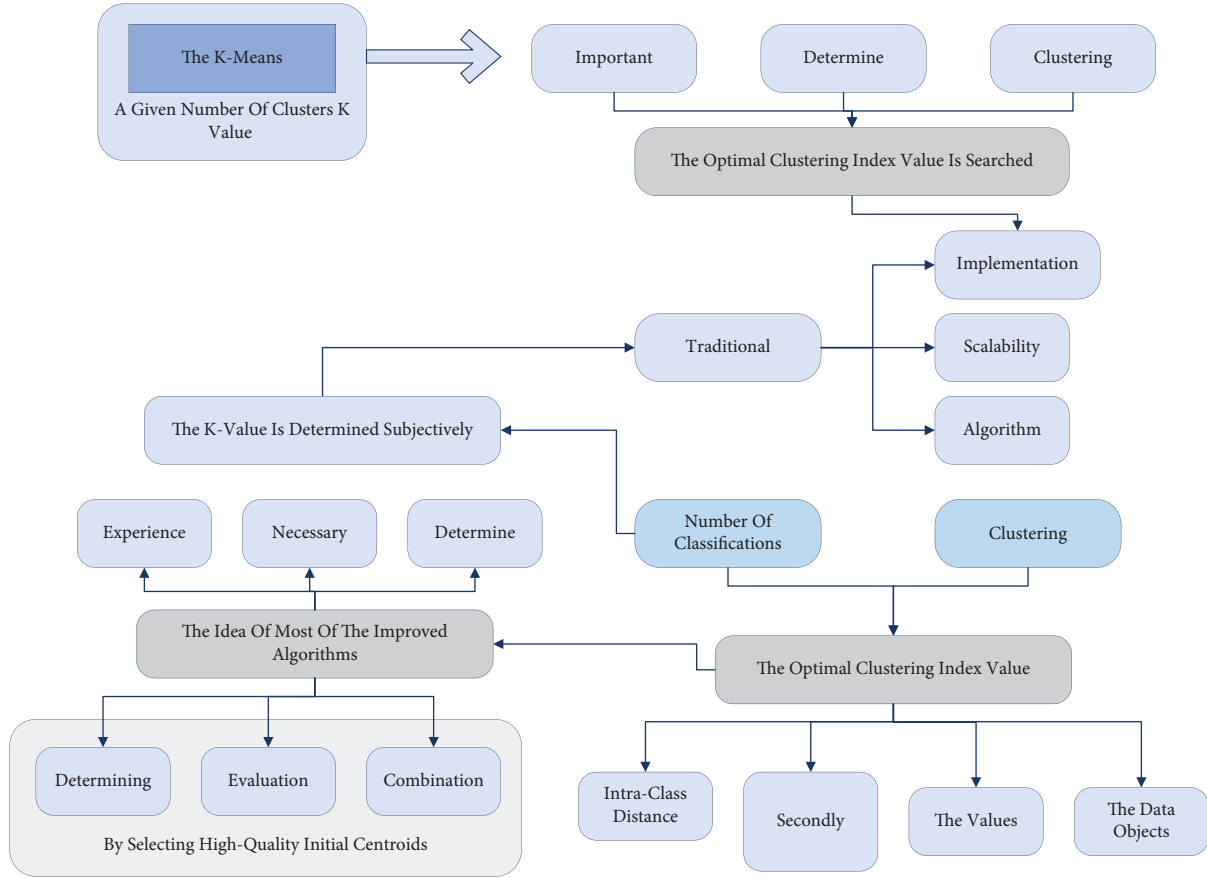 The K-Means
A Given Number Of Clusters K
Value
Important
Determine
Clustering
The Optimal Clustering Index Value Is Searched
Implementation
Traditional
Scalability
Algorithm
The K-Value Is Determined Subjectively
Experience
Necessary
Determine
Number Of
Classifications
Clustering
The Idea Of Most Of The Improved
Algorithms
The Optimal Clustering Index Value
Determining
Evaluation
Combination
By Selecting High-Quality Initial Centroids
Intra-Class
Distance
Secondly
The Values
The Data
Objects